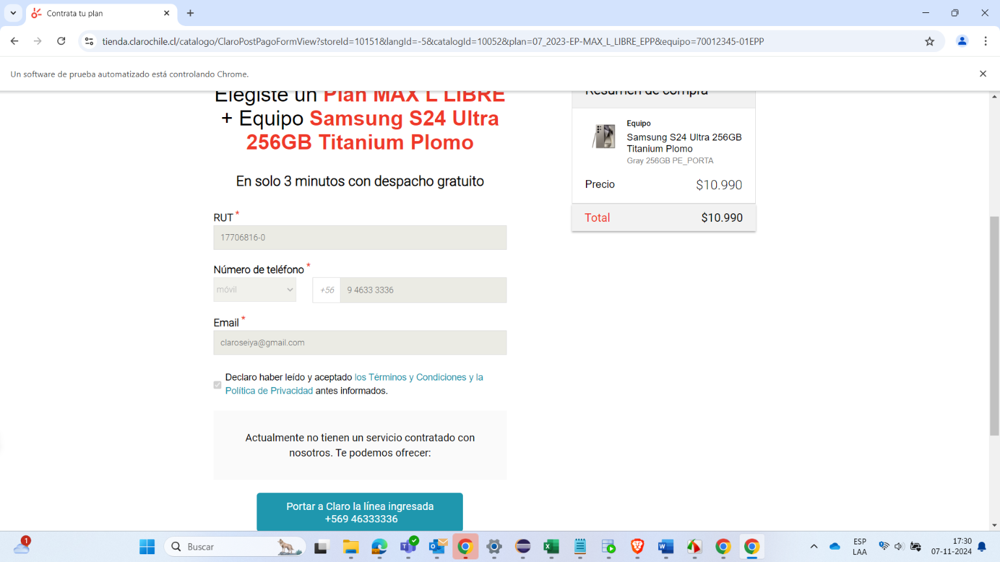 Contrata tu plan
tienda.clarochile.cl/catalogo/ClaroPostPagoFormView?storeId=10151&langId=-5&catalogId=10052&plan=07_2023-EP-MAX_L_LIBRE_EPP&equipo=70012345-01EPP
Un software de prueba automatizado está controlando Chrome.
Elegiste un Plan MAX L LIBRE
+ Equipo Samsung S24 Ultra
256GB Titanium Plomo
En solo 3 minutos con despacho gratuito
RUT *
17706816-0
Número de teléfono *
móvil
+56
9 4633 3336
Email *
claroseiya@gmail.com
Declaro haber leído y aceptado los Términos y Condiciones y la
Política de Privacidad antes informados.
Actualmente no tienen un servicio contratado con
nosotros. Te podemos ofrecer:
Portar a Claro la línea ingresada
+569 46333336
Resumen de compra
Equipo
Samsung S24 Ultra 256GB
Titanium Plomo
Gray 256GB PE_PORTA
Precio $10.990
Total $10.990
1
Buscar
ESP
LAA
17:30
07-11-2024